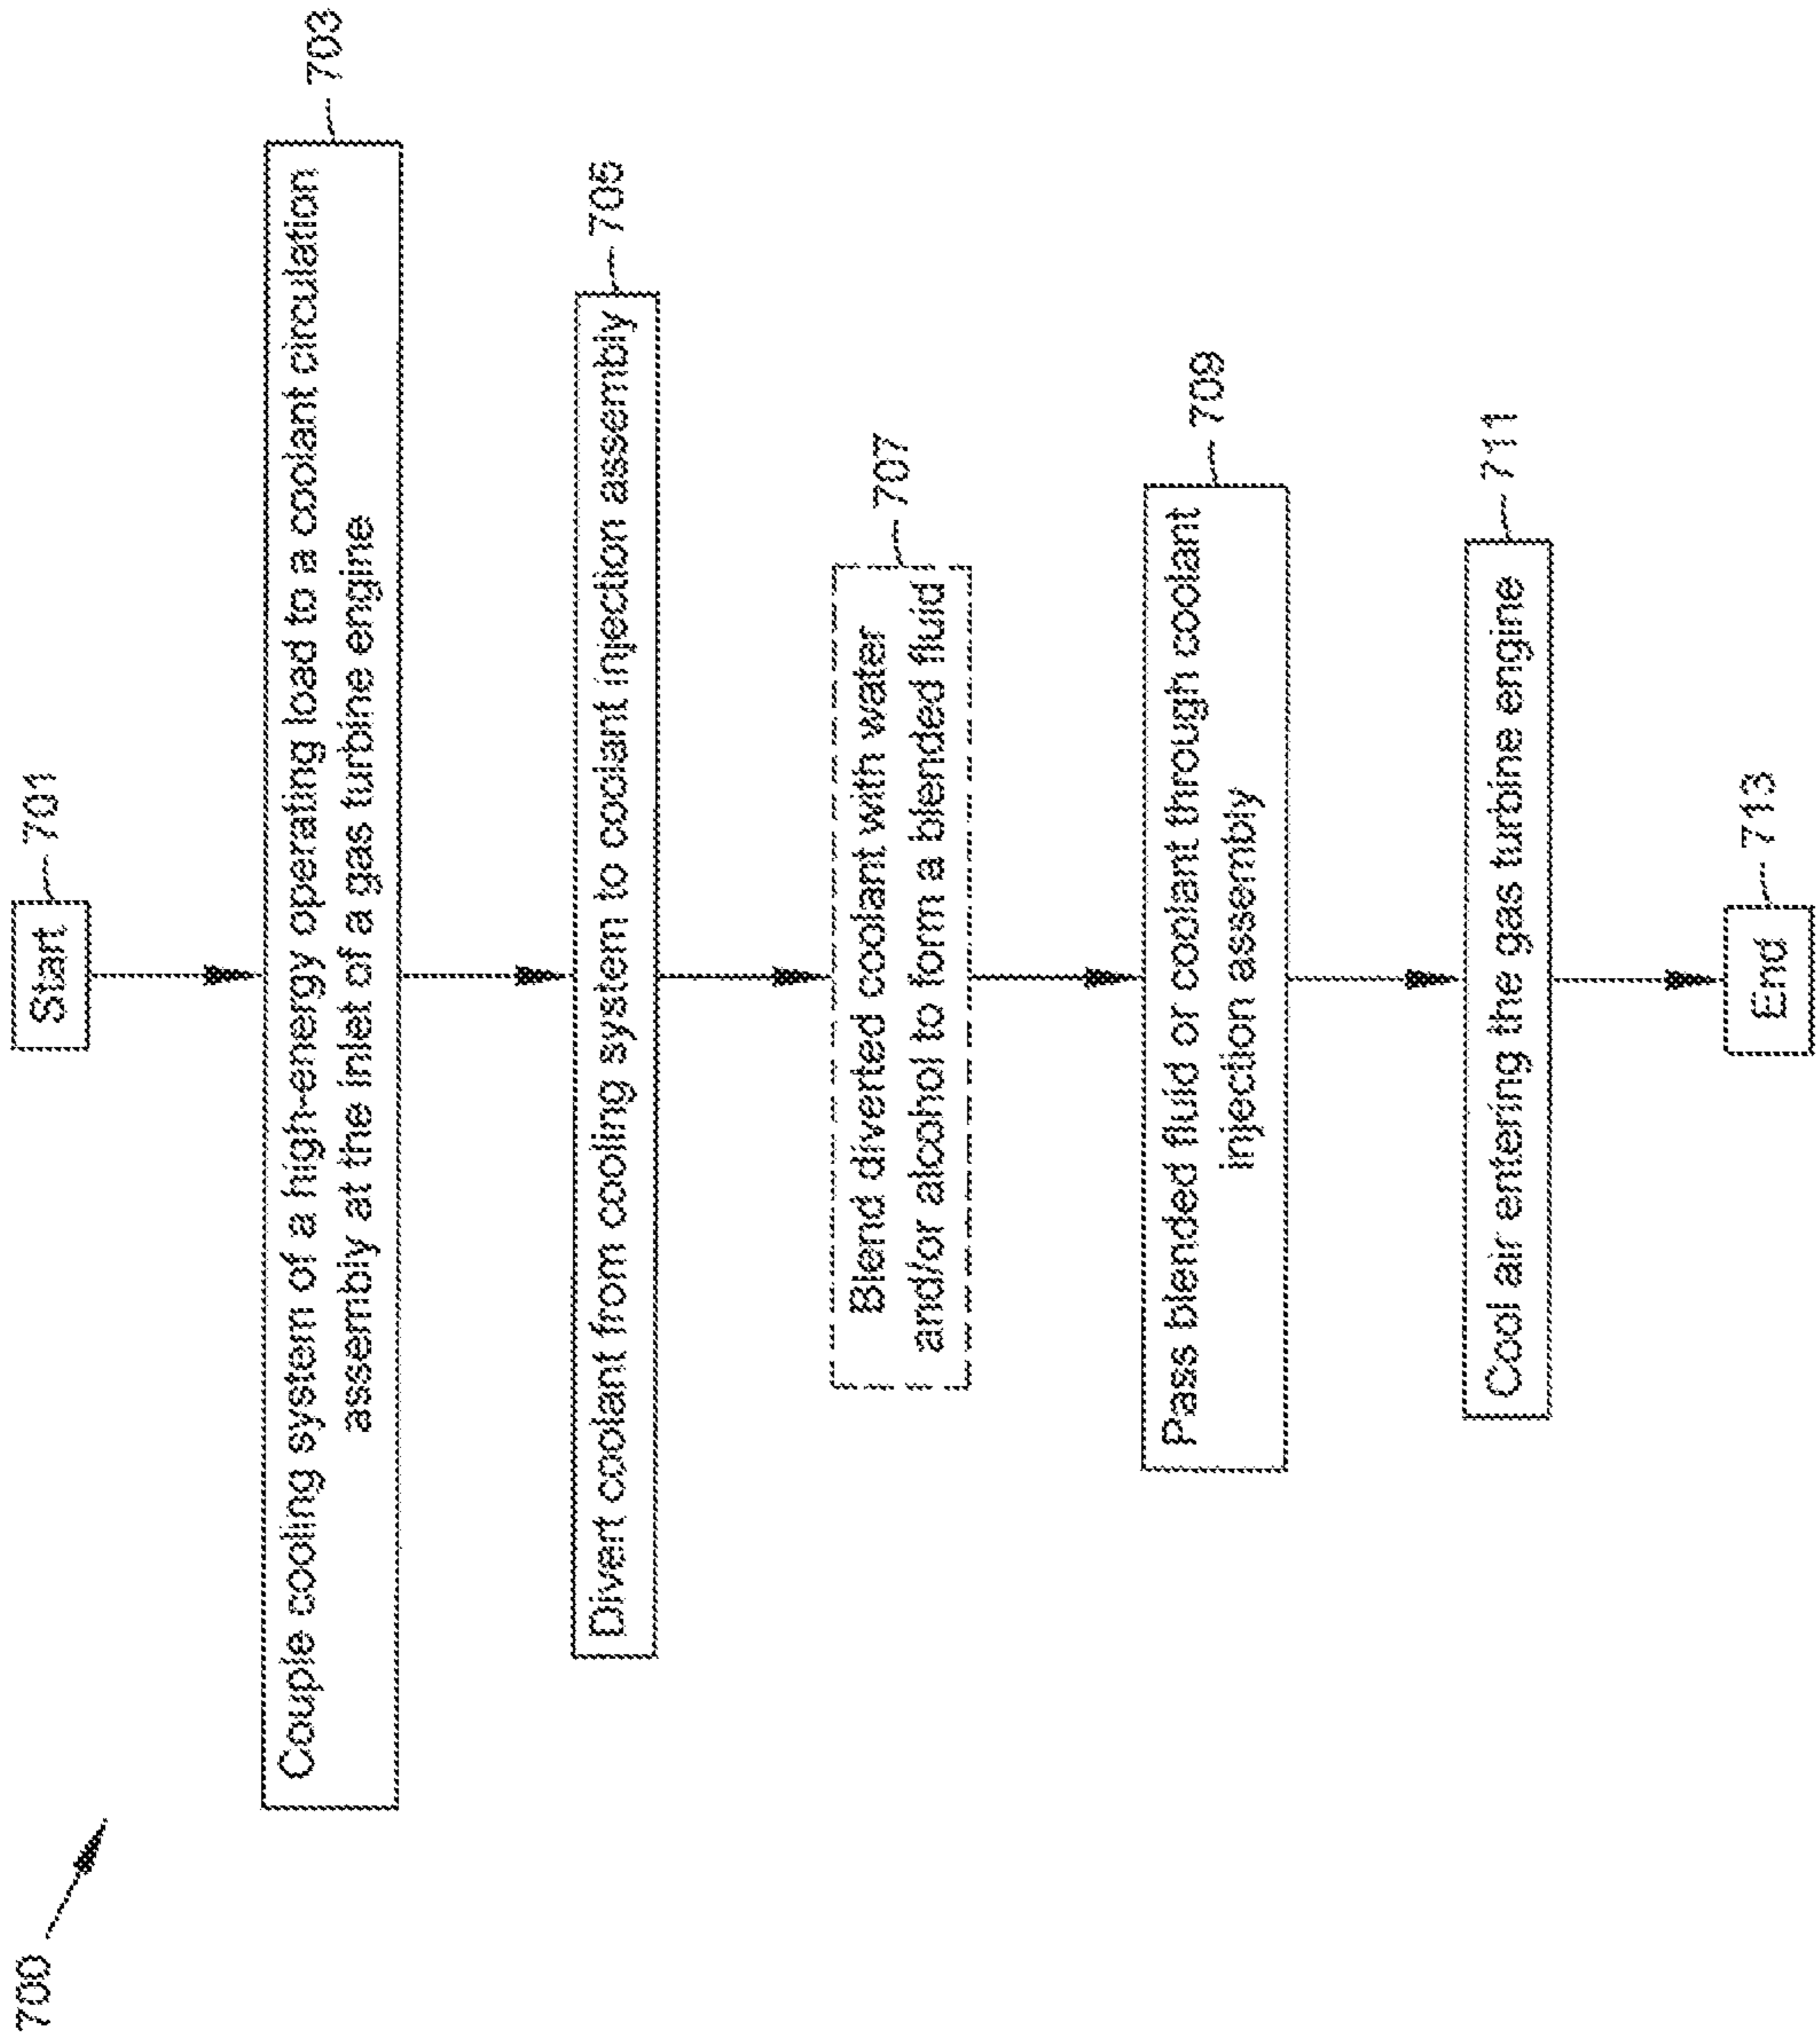 700
Start
701
Couple cooling system of a high-energy operating load to a coolant circulation
assembly at the inlet of a gas turbine engine
703
Divert coolant from cooling system to coolant injection assembly
705
Blend diverted coolant with water
and/or alcohol to form a blended fluid
707
Pass blended fluid or coolant through coolant
injection assembly
709
Cool air entering the gas turbine engine
711
End
713